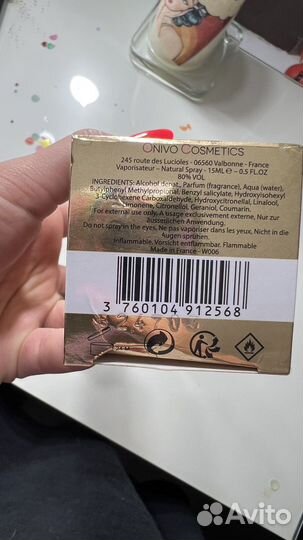 ONIVO COSMETICS
245 route des Lucioles - 06560 Valbonne - France
Vaporisateur – Natural Spray - 15ML ℮ – 0.5 FL.OZ
80% VOL
INGREDIENTS: Alcohol denat., Parfum (fragrance), Aqua (water),
Butylphenyl Methylpropional, Benzyl salicylate, Hydroxyisohexyl
3-Cyclohexene Carboxaldehyde, Hydroxycitronellal, Linalool,
Limonene, Citronellol, Geraniol, Coumarin.
For external use only. A usage exclusivement externe. Nur zur
äusserlichen Anwendung.
Do not spray in the eyes. Ne pas vaporiser dans les yeux. Nicht in die
Augen sprühen.
Inflammable. Vorsicht entflambar. Flammable
Made in France - W006
3 760104 912568
24 M
Avito